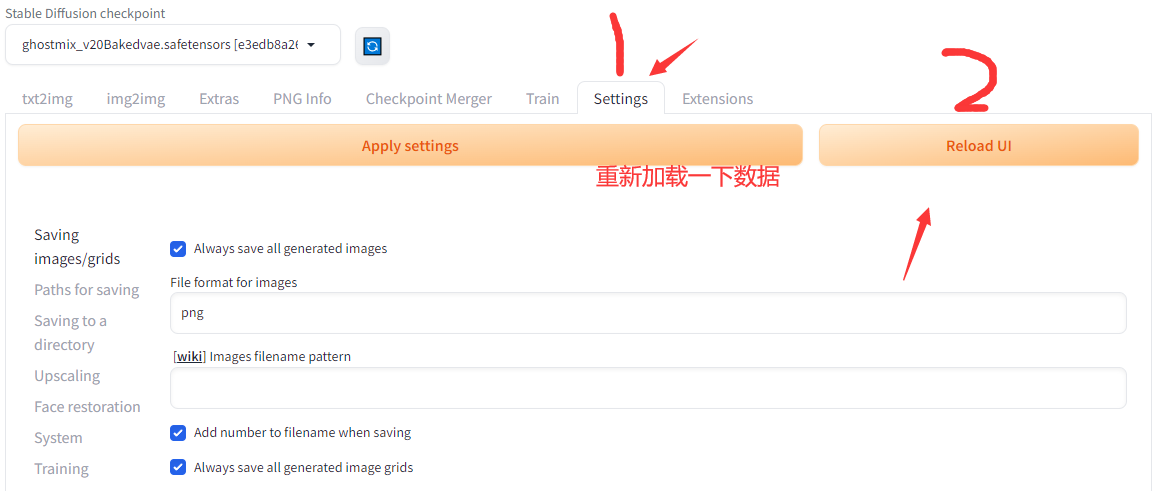 Stable Diffusion checkpoint
ghostmix_v20Bakedvae.safetensors [e3edb8a26
1
2
txt2img img2img Extras PNG Info Checkpoint Merger Train Settings Extensions
Apply settings Reload UI
重新加载一下数据
Saving
images/grids
Always save all generated images
File format for images
Paths for saving
png
Saving to a
directory
[wiki] Images filename pattern
Upscaling
Face restoration
Add number to filename when saving
System
Always save all generated image grids
Training